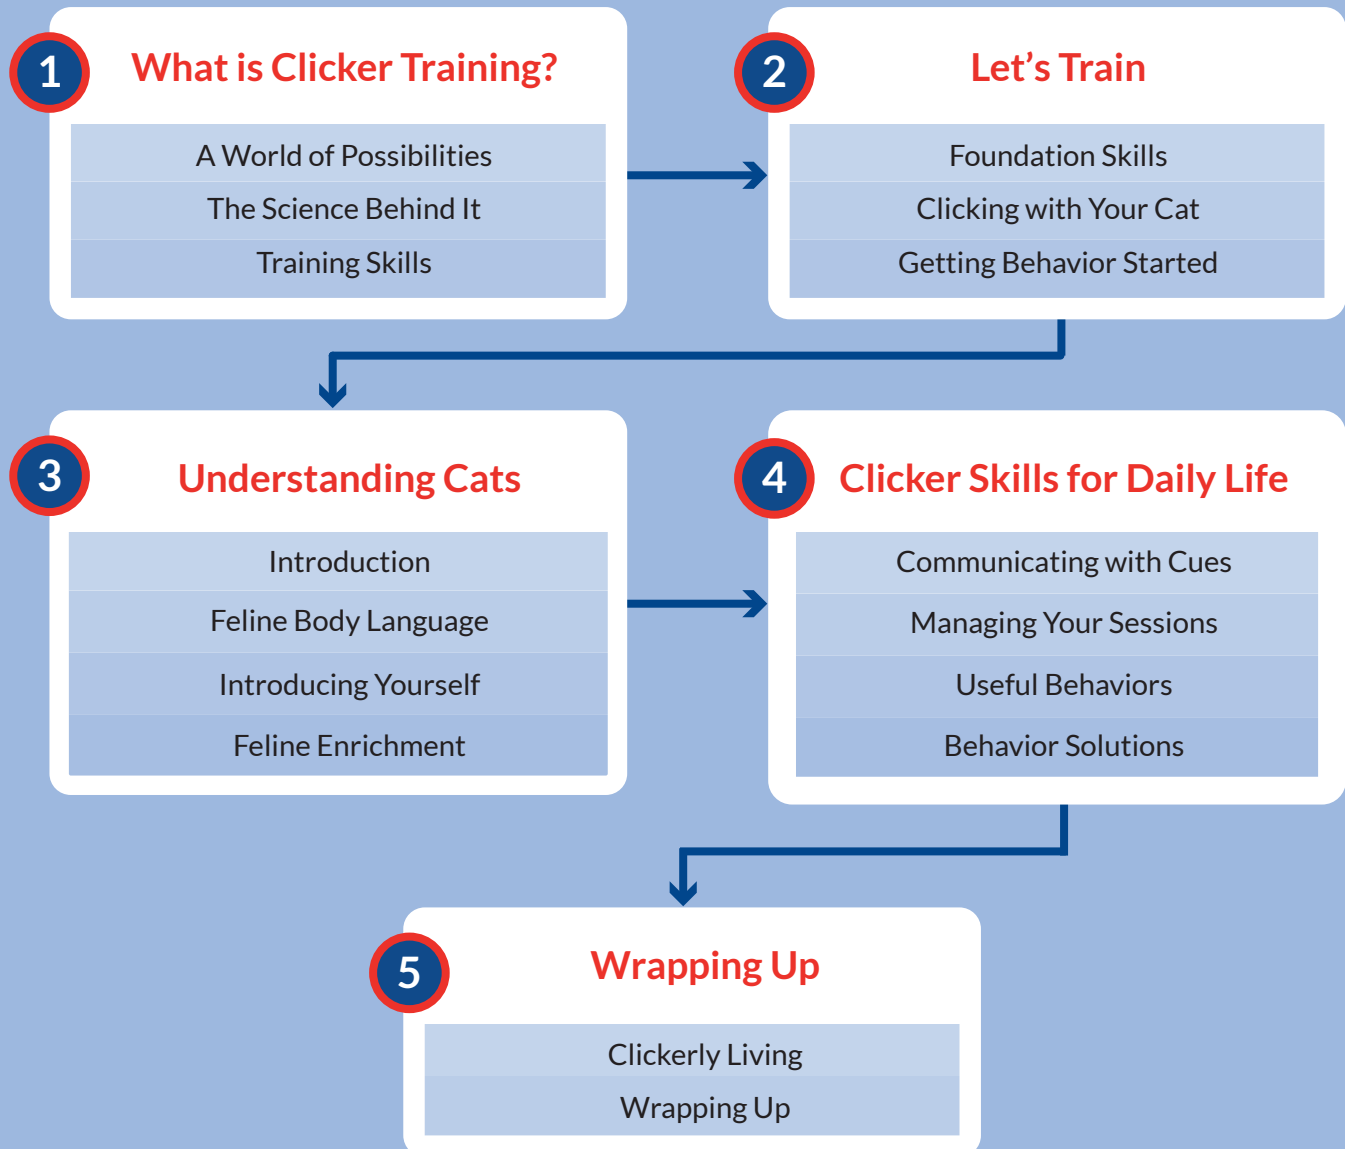 1
What is Clicker Training?
A World of Possibilities
The Science Behind It
Training Skills
2
Let’s Train
Foundation Skills
Clicking with Your Cat
Getting Behavior Started
3
Understanding Cats
Introduction
Feline Body Language
Introducing Yourself
Feline Enrichment
4
Clicker Skills for Daily Life
Communicating with Cues
Managing Your Sessions
Useful Behaviors
Behavior Solutions
5
Wrapping Up
Clickerly Living
Wrapping Up